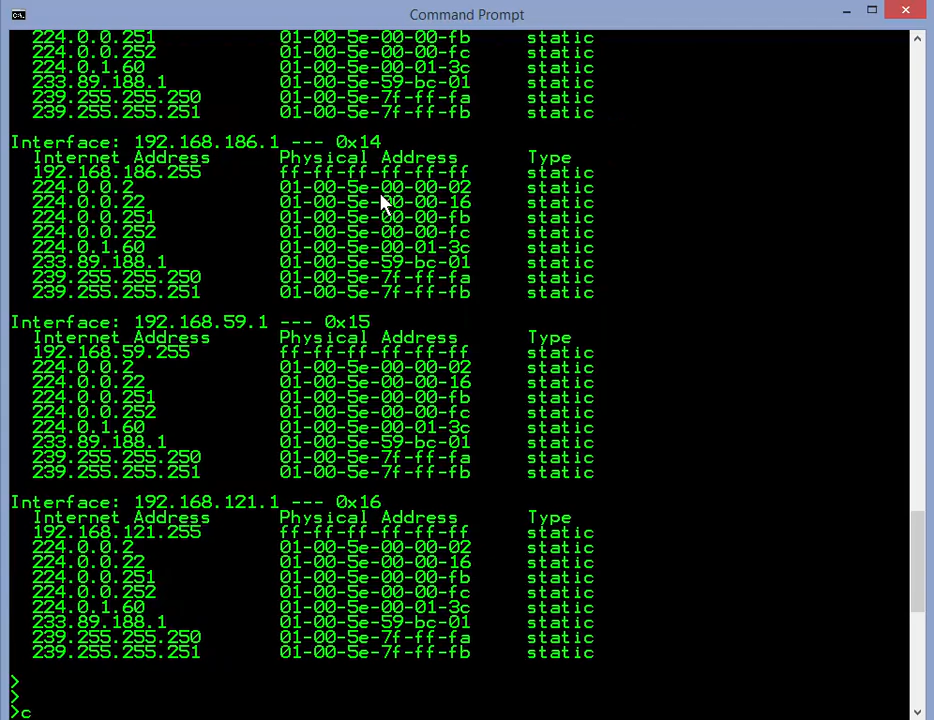 Command Prompt
224.0.0.251 01-00-5e-00-00-fb static
224.0.0.252 01-00-5e-00-00-fc static
224.0.1.60 01-00-5e-00-01-3c static
233.89.188.1 01-00-5e-59-bc-01 static
239.255.255.250 01-00-5e-7f-ff-fa static
239.255.255.251 01-00-5e-7f-ff-fb static
Interface: 192.168.186.1 --- 0x14
Internet Address Physical Address Type
192.168.186.255 ff-ff-ff-ff-ff-ff static
224.0.0.2 01-00-5e-00-00-02 static
224.0.0.22 01-00-5e-00-00-16 static
224.0.0.251 01-00-5e-00-00-fb static
224.0.0.252 01-00-5e-00-00-fc static
224.0.1.60 01-00-5e-00-01-3c static
233.89.188.1 01-00-5e-59-bc-01 static
239.255.255.250 01-00-5e-7f-ff-fa static
239.255.255.251 01-00-5e-7f-ff-fb static
Interface: 192.168.59.1 --- 0x15
Internet Address Physical Address Type
192.168.59.255 ff-ff-ff-ff-ff-ff static
224.0.0.2 01-00-5e-00-00-02 static
224.0.0.22 01-00-5e-00-00-16 static
224.0.0.251 01-00-5e-00-00-fb static
224.0.0.252 01-00-5e-00-00-fc static
224.0.1.60 01-00-5e-00-01-3c static
233.89.188.1 01-00-5e-59-bc-01 static
239.255.255.250 01-00-5e-7f-ff-fa static
239.255.255.251 01-00-5e-7f-ff-fb static
Interface: 192.168.121.1 --- 0x16
Internet Address Physical Address Type
192.168.121.255 ff-ff-ff-ff-ff-ff static
224.0.0.2 01-00-5e-00-00-02 static
224.0.0.22 01-00-5e-00-00-16 static
224.0.0.251 01-00-5e-00-00-fb static
224.0.0.252 01-00-5e-00-00-fc static
224.0.1.60 01-00-5e-00-01-3c static
233.89.188.1 01-00-5e-59-bc-01 static
239.255.255.250 01-00-5e-7f-ff-fa static
239.255.255.251 01-00-5e-7f-ff-fb static
>
>
>c